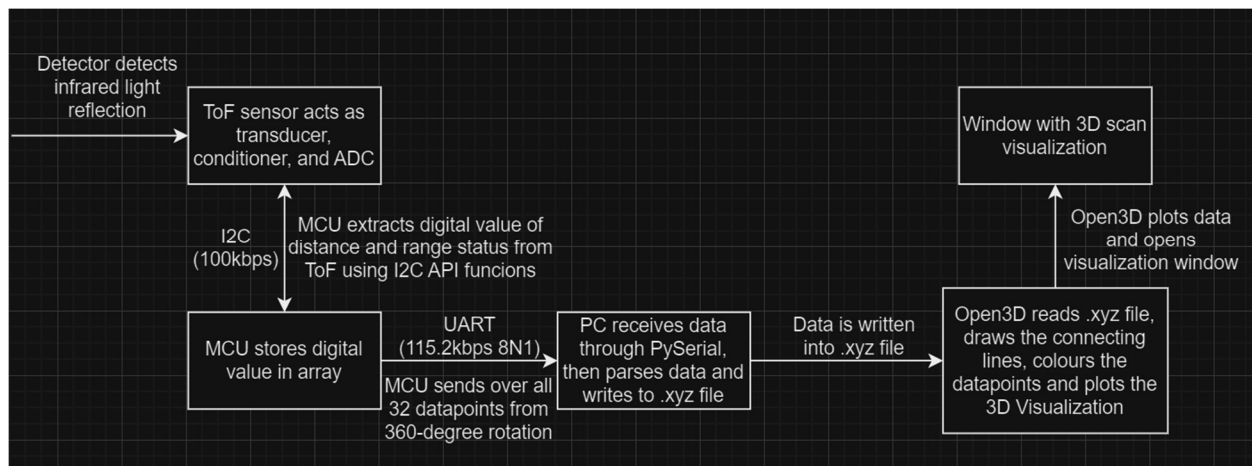 Detector detects
infrared light
reflection
ToF sensor acts as
transducer,
conditioner, and ADC
I2C
(100kbps)
MCU extracts digital value of
distance and range status from
ToF using I2C API funcions
MCU stores digital
value in array
UART
(115.2kbps 8N1)
MCU sends over all
32 datapoints from
360-degree rotation
PC receives data
through PySerial,
then parses data and
writes to .xyz file
Data is written
into .xyz file
Open3D reads .xyz file,
draws the connecting
lines, colours the
datapoints and plots the
3D Visualization
Open3D plots data
and opens
visualization window
Window with 3D scan
visualization